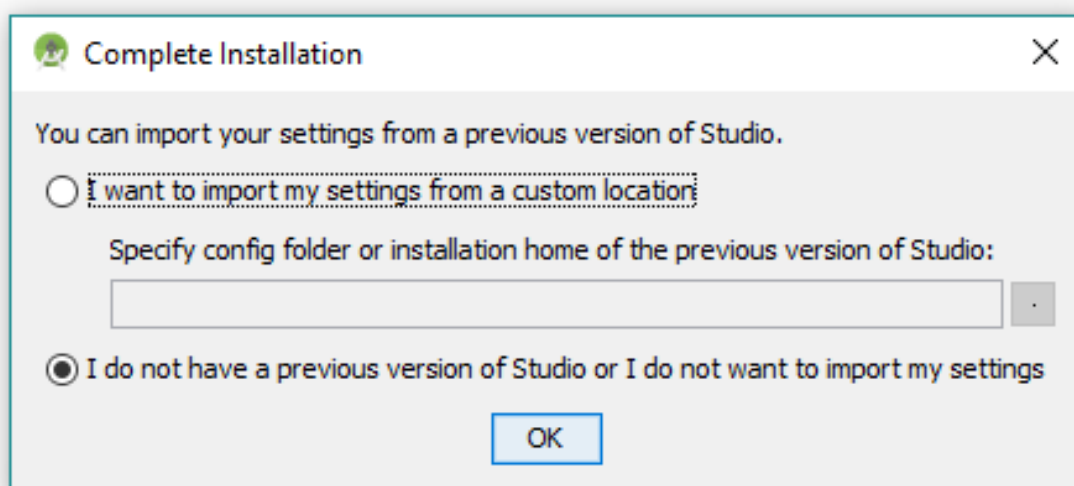 Complete Installation
You can import your settings from a previous version of Studio.
I want to import my settings from a custom location
Specify config folder or installation home of the previous version of Studio:
.
I do not have a previous version of Studio or I do not want to import my settings
OK